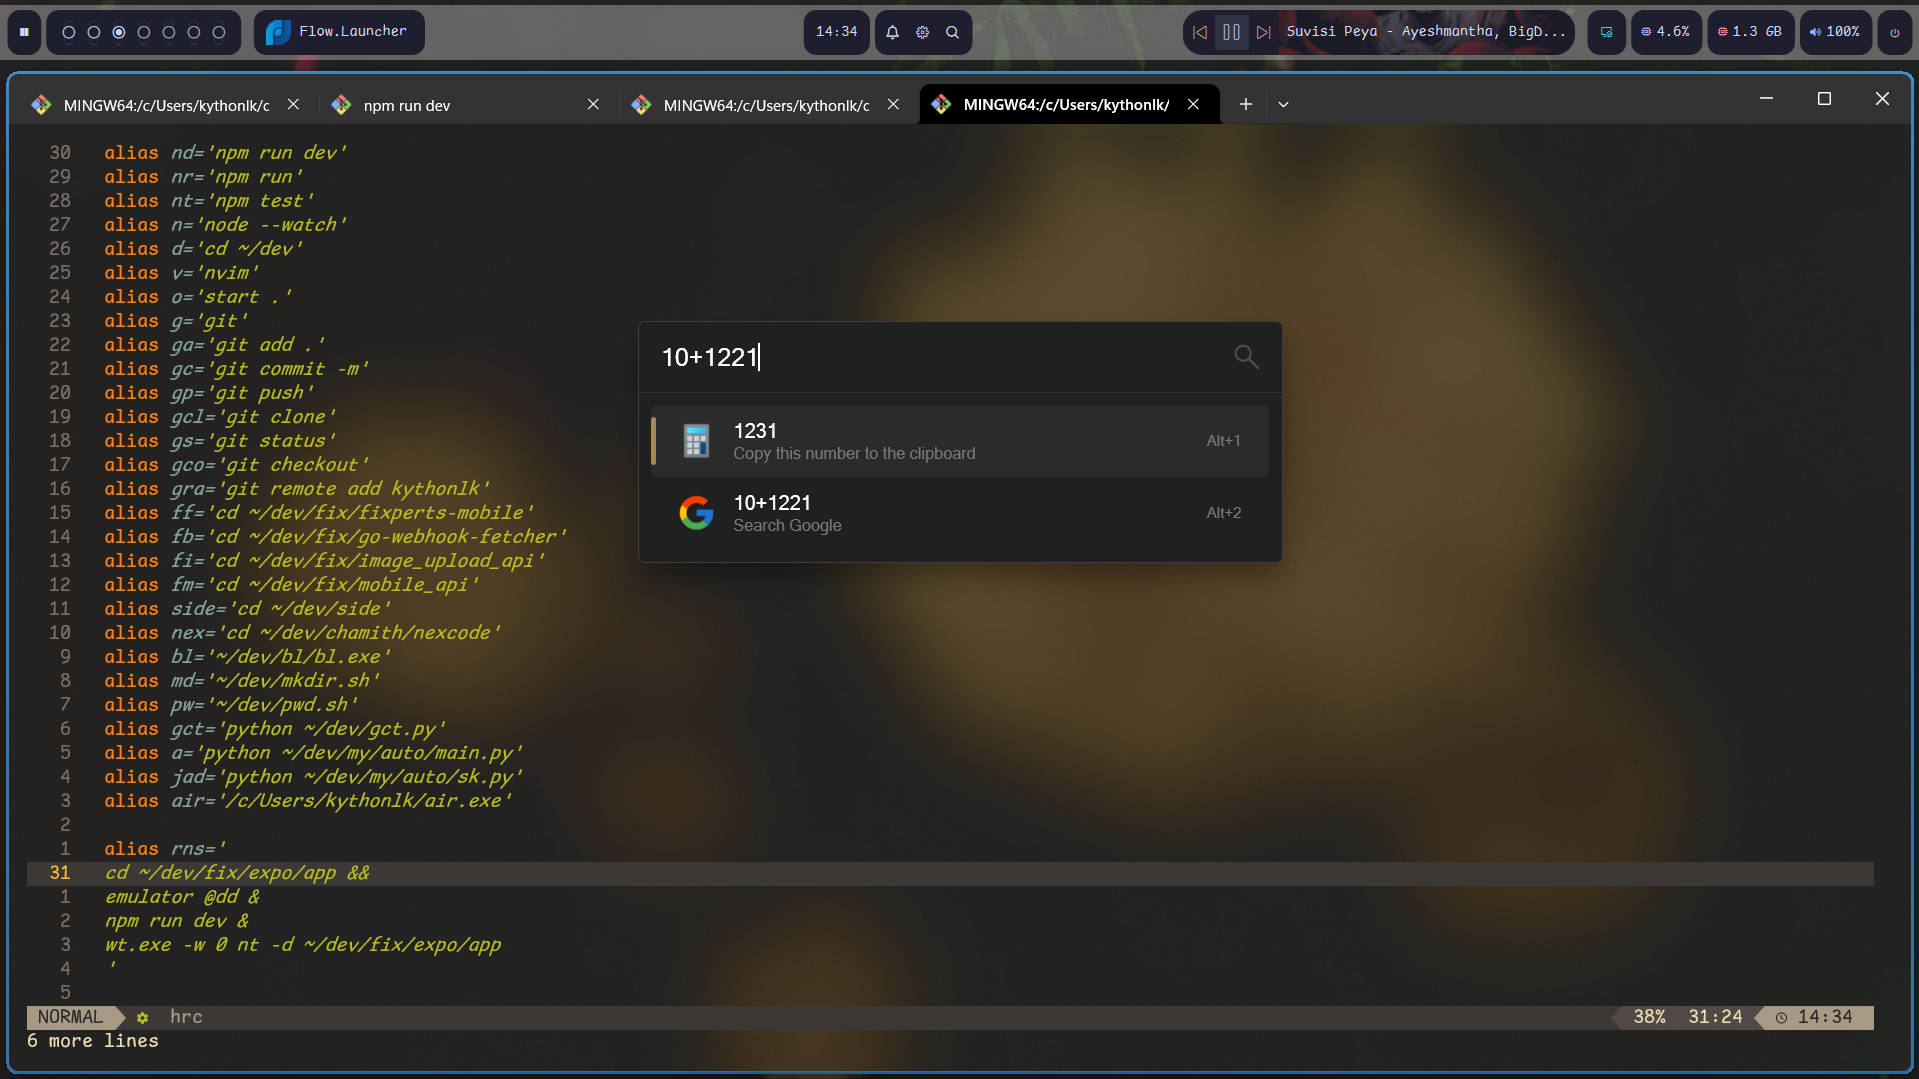 Flow.Launcher
14:34
Suvisi Peya - Ayeshmantha, BigD...
4.6%
1.3 GB
100%
MINGW64:/c/Users/kythonlk/c
npm run dev
MINGW64:/c/Users/kythonlk/c
MINGW64:/c/Users/kythonlk/
30 alias nd='npm run dev'
29 alias nr='npm run'
28 alias nt='npm test'
27 alias n='node --watch'
26 alias d='cd ~/dev'
25 alias v='nvim'
24 alias o='start .'
23 alias g='git'
22 alias ga='git add .'
21 alias gc='git commit -m'
20 alias gp='git push'
19 alias gcl='git clone'
18 alias gs='git status'
17 alias gco='git checkout'
16 alias gra='git remote add kythonlk'
15 alias ff='cd ~/dev/fix/fixperts-mobile'
14 alias fb='cd ~/dev/fix/go-webhook-fetcher'
13 alias fi='cd ~/dev/fix/image_upload_api'
12 alias fm='cd ~/dev/fix/mobile_api'
11 alias side='cd ~/dev/side'
10 alias nex='cd ~/dev/chamith/nexcode'
9 alias bl='~/dev/bl/bl.exe'
8 alias md='~/dev/mkdir.sh'
7 alias pw='~/dev/pwd.sh'
6 alias gct='python ~/dev/gct.py'
5 alias a='python ~/dev/my/auto/main.py'
4 alias jad='python ~/dev/my/auto/sk.py'
3 alias air='/c/Users/kythonlk/air.exe'
2
1 alias rns='
31 cd ~/dev/fix/expo/app &&
1 emulator @dd &
2 npm run dev &
3 wt.exe -w 0 nt -d ~/dev/fix/expo/app
4 '
5
10+1221
1231
Copy this number to the clipboard
Alt+1
10+1221
Search Google
Alt+2
NORMAL hrc 38% 31:24 14:34
6 more lines